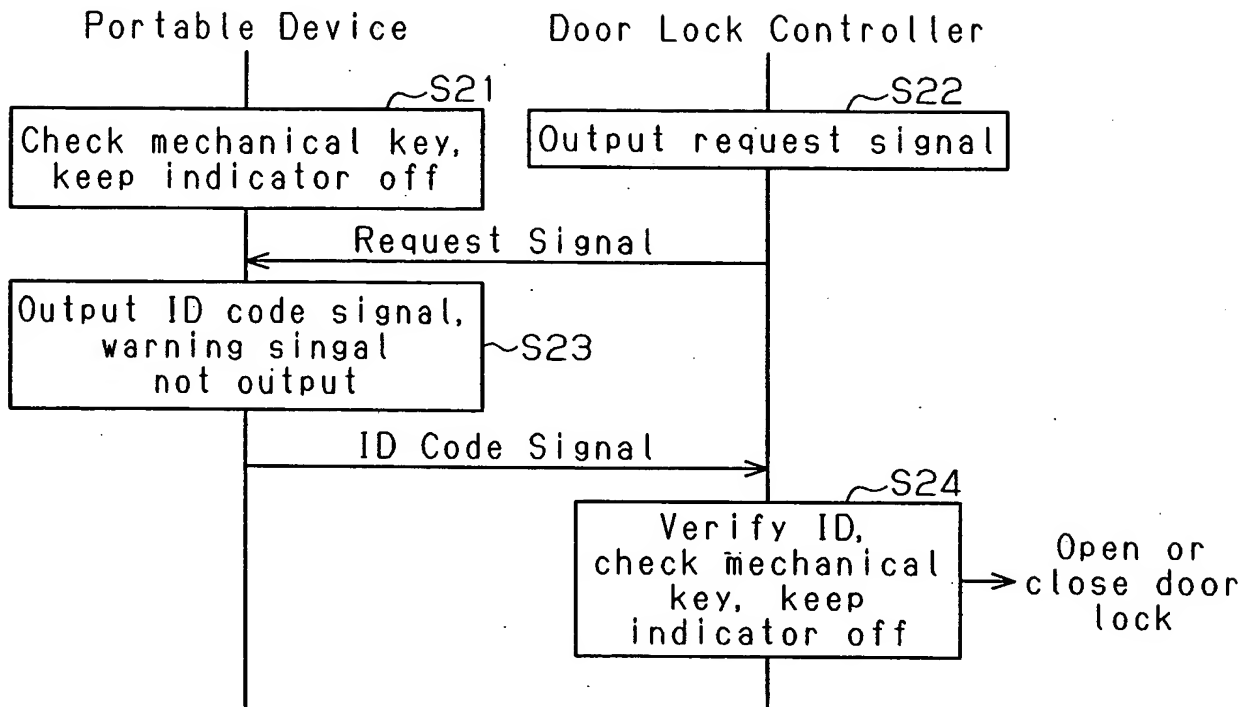 Portable Device
Door Lock Controller
S21
S22
Check mechanical key,
keep indicator off
Output request signal
Request Signal
Output ID code signal,
warning singal
not output
S23
ID Code Signal
S24
Verify ID,
check mechanical
key, keep
indicator off
Open or
close door
lock